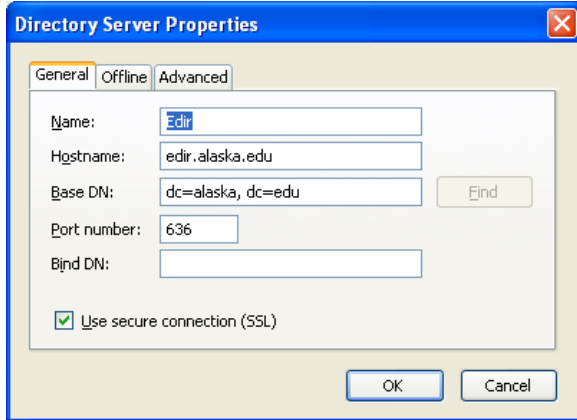 Directory Server Properties
General Offline Advanced
Name: Edir
Hostname: edir.alaska.edu
Base DN: dc=alaska, dc=edu Find
Port number: 636
Bind DN:
Use secure connection (SSL)
OK Cancel